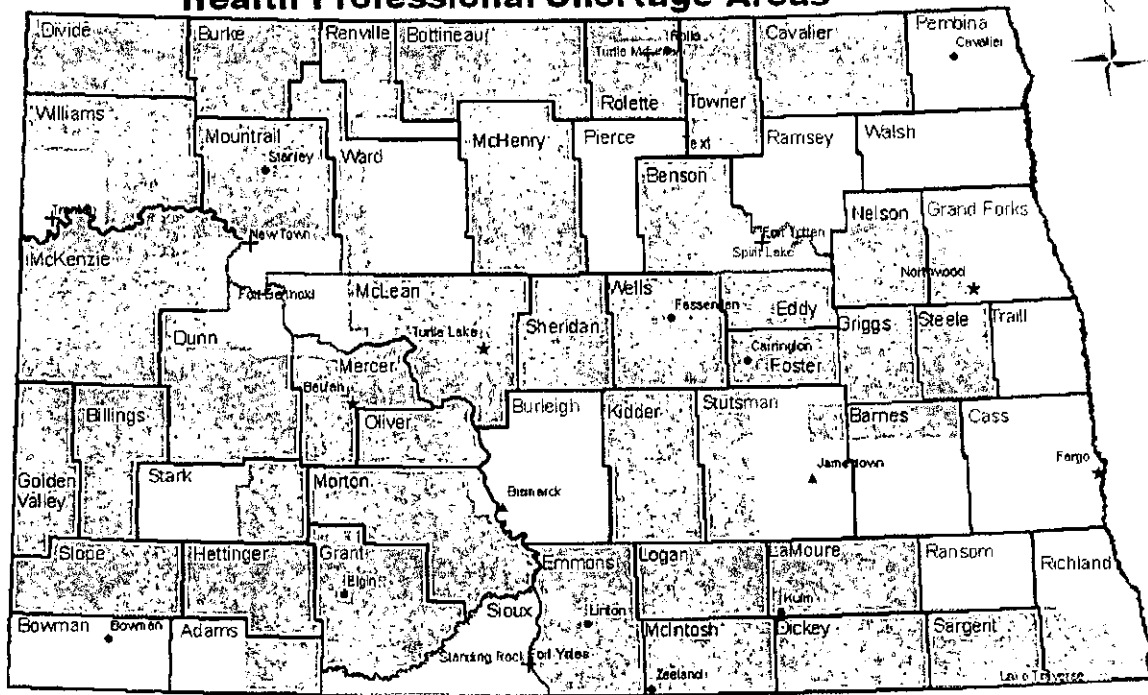 Health Professional Shortage Areas
Divide
Burke
Renville
Bottineau
Rolla
Rolette
Towner
Cavalier
Pembina
Cavalier
Williams
Mountrail
Stanley
Ward
McHenry
Pierce
Ramsey
Walsh
Benson
Nelson
Grand Forks
Trenton
New Town
Fort Totten
Spirit Lake
Northwood
McKenzie
Fort Berthold
McLean
Wells
Fessenden
Eddy
Dunn
Turtle Lake
Sheridan
Carrington
Foster
Griggs
Steele
Traill
Mercer
Beulah
Oliver
Billings
Golden
Valley
Stark
Morton
Burleigh
Bismarck
Kidder
Stutsman
Jamestown
Barnes
Cass
Fargo
Slope
Hettinger
Grant
Elgin
Emmons
Linton
Logan
LaMoure
Kulm
Ransom
Richland
Bowman
Bowman
Adams
Sioux
Standing Rock
Fort Yates
McIntosh
Zeeland
Dickey
Sargent
Lake Traverse